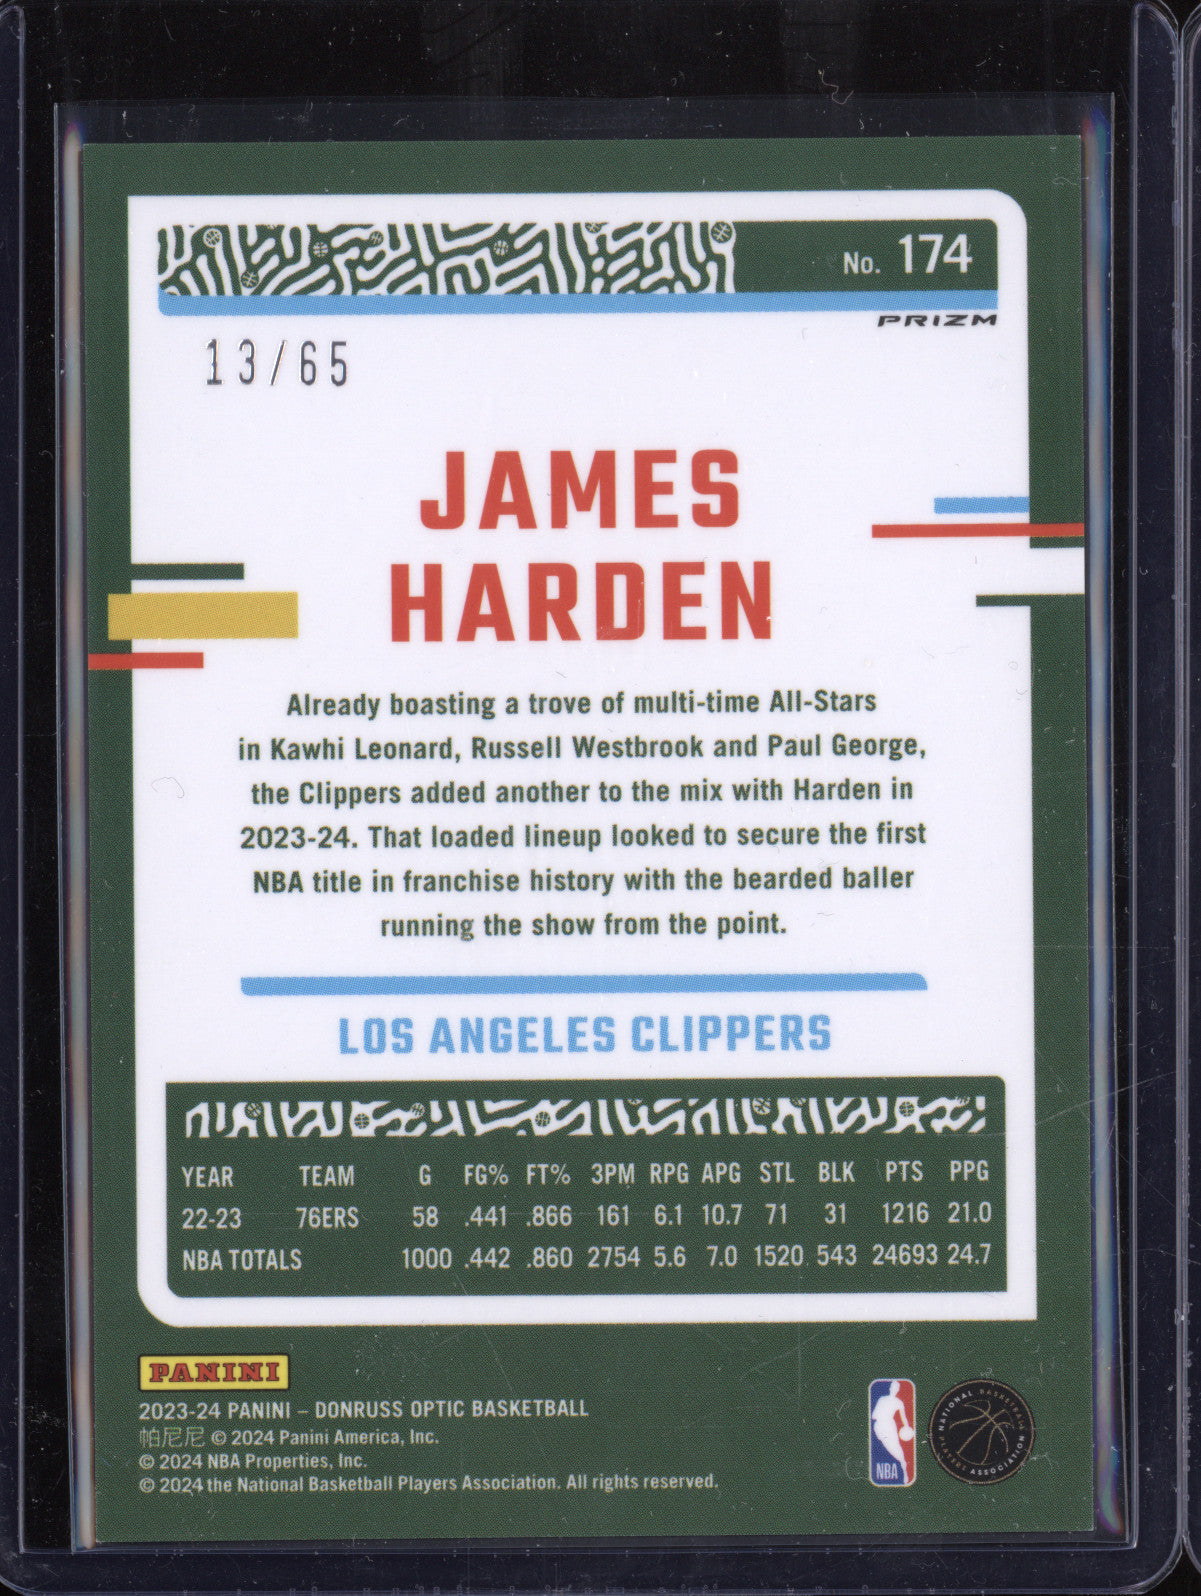 No. 174
PRIZM
13/65
JAMES
HARDEN
Already boasting a trove of multi-time All-Stars
in Kawhi Leonard, Russell Westbrook and Paul George,
the Clippers added another to the mix with Harden in
2023-24. That loaded lineup looked to secure the first
NBA title in franchise history with the bearded baller
running the show from the point.
LOS ANGELES CLIPPERS
YEAR TEAM G FG% FT% 3PM RPG APG STL BLK PTS PPG
22-23 76ERS 58 .441 .866 161 6.1 10.7 71 31 1216 21.0
NBA TOTALS 1000 .442 .860 2754 5.6 7.0 1520 543 24693 24.7
PANINI
2023-24 PANINI – DONRUSS OPTIC BASKETBALL
帕尼尼 © 2024 Panini America, Inc.
© 2024 NBA Properties, Inc.
© 2024 the National Basketball Players Association. All rights reserved.
NBA
NATIONAL BASKETBALL PLAYERS ASSOCIATION